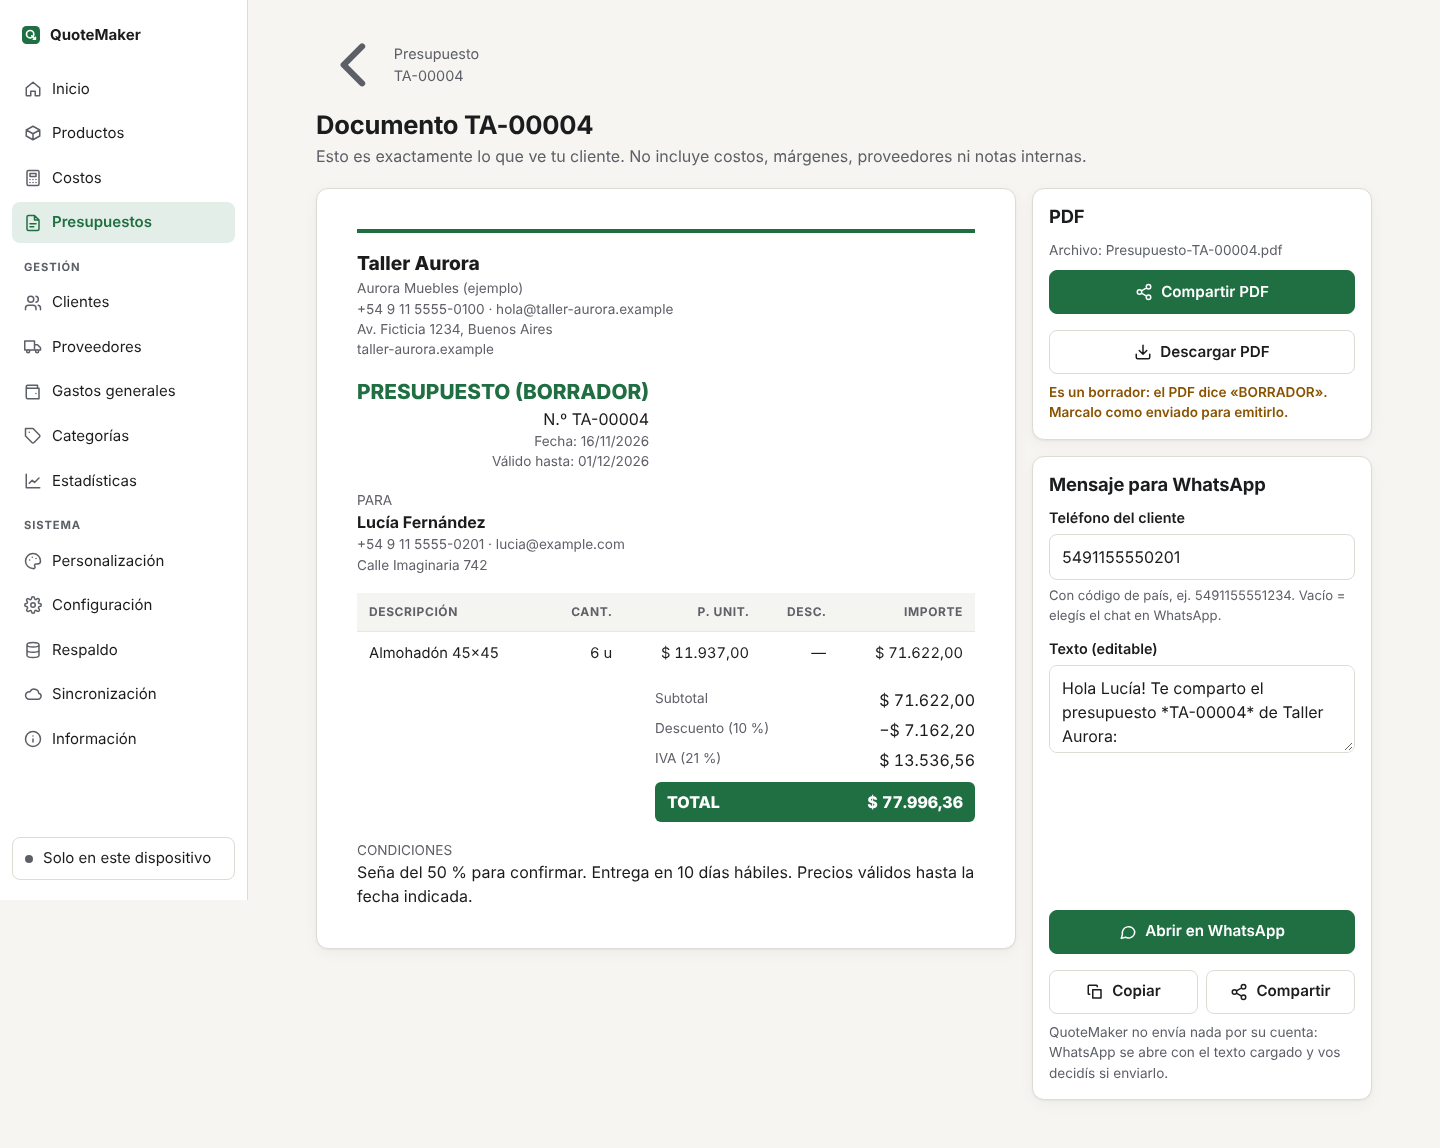 QuoteMaker
Inicio
Productos
Costos
Presupuestos
GESTIÓN
Clientes
Proveedores
Gastos generales
Categorías
Estadísticas
SISTEMA
Personalización
Configuración
Respaldo
Sincronización
Información
Solo en este dispositivo
Presupuesto
TA-00004
Documento TA-00004
Esto es exactamente lo que ve tu cliente. No incluye costos, márgenes, proveedores ni notas internas.
Taller Aurora
Aurora Muebles (ejemplo)
+54 9 11 5555-0100 · hola@taller-aurora.example
Av. Ficticia 1234, Buenos Aires
taller-aurora.example
PRESUPUESTO (BORRADOR)
N.º TA-00004
Fecha: 16/11/2026
Válido hasta: 01/12/2026
PARA
Lucía Fernández
+54 9 11 5555-0201 · lucia@example.com
Calle Imaginaria 742
DESCRIPCIÓN CANT. P. UNIT. DESC. IMPORTE
Almohadón 45×45 6 u $ 11.937,00 — $ 71.622,00
Subtotal $ 71.622,00
Descuento (10 %) −$ 7.162,20
IVA (21 %) $ 13.536,56
TOTAL $ 77.996,36
CONDICIONES
Seña del 50 % para confirmar. Entrega en 10 días hábiles. Precios válidos hasta la
fecha indicada.
PDF
Archivo: Presupuesto-TA-00004.pdf
Compartir PDF
Descargar PDF
Es un borrador: el PDF dice «BORRADOR».
Marcalo como enviado para emitirlo.
Mensaje para WhatsApp
Teléfono del cliente
5491155550201
Con código de país, ej. 5491155551234. Vacío =
elegís el chat en WhatsApp.
Texto (editable)
Hola Lucía! Te comparto el
presupuesto *TA-00004* de Taller
Aurora:
Abrir en WhatsApp
Copiar
Compartir
QuoteMaker no envía nada por su cuenta:
WhatsApp se abre con el texto cargado y vos
decidís si enviarlo.